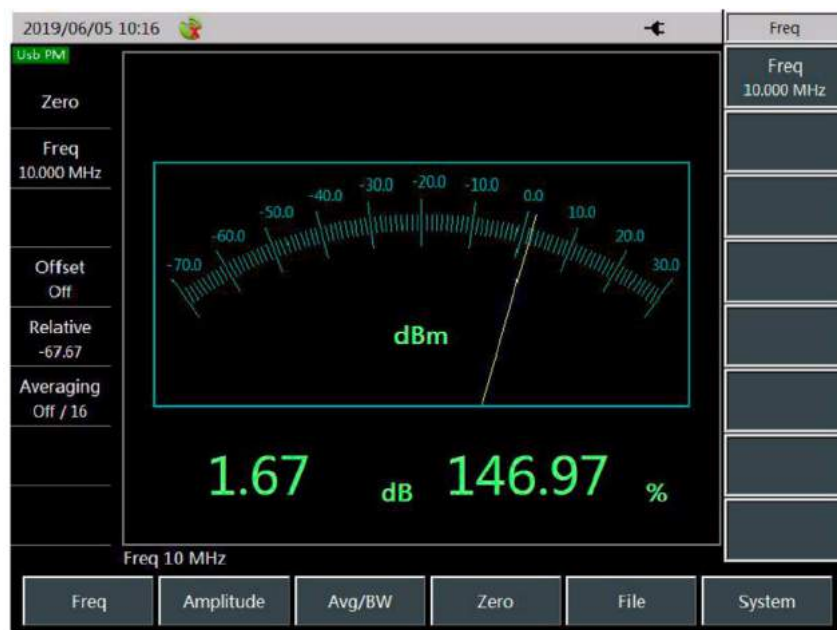 2019/06/05 10:16
Freq
Usb PM
Zero
Freq
10.000 MHz
Offset
Off
Relative
-67.67
Averaging
Off / 16
-70.0
-60.0
-50.0
-40.0
-30.0
-20.0
-10.0
0.0
10.0
20.0
30.0
dBm
1.67 dB 146.97 %
Freq
10.000 MHz
Freq 10 MHz
Freq Amplitude Avg/BW Zero File System